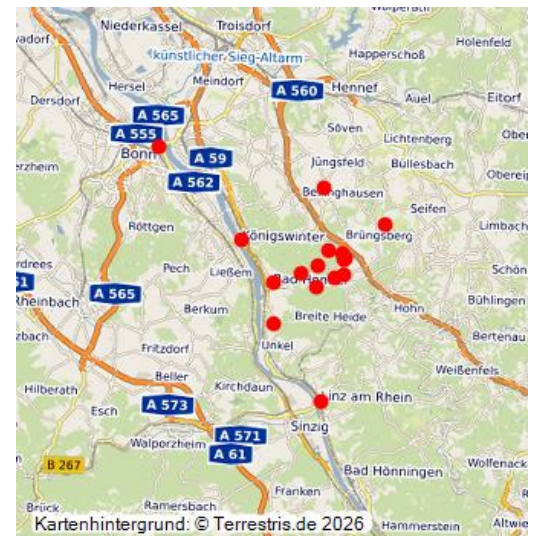 Niederkassel
Troisdorf
Holenfeld
künstlicher Sieg-Altarm
Happerschoß
Hersel
Meindorf
A 560
Hennef
Dersdorf
A 565
Auel
Eitorf
A 555
Söven
Lichtenberg
Bonn
A 59
Jüngsfeld
Büllesbach
A 562
Röttgen
Seifen
Königswinter
Brüngsberg
Limbach
Pech
Ließem
A 565
Rheinbach
Bad Hon
Berkum
Hohn
Bühlingen
Breite Heide
Bertenau
Fritzdorf
Unkel
Beller
Weißenfels
Hilberath
Kirchdaun
Esch
A 573
Linz am Rhein
Sinzig
Walporzheim
A 571
A 61
B 267
Bad Hönningen
Wolfenack
Franken
Brück
Ramersbach
Hammerstein
Altwie
Kartenhintergrund: © Terrestris.de 2026